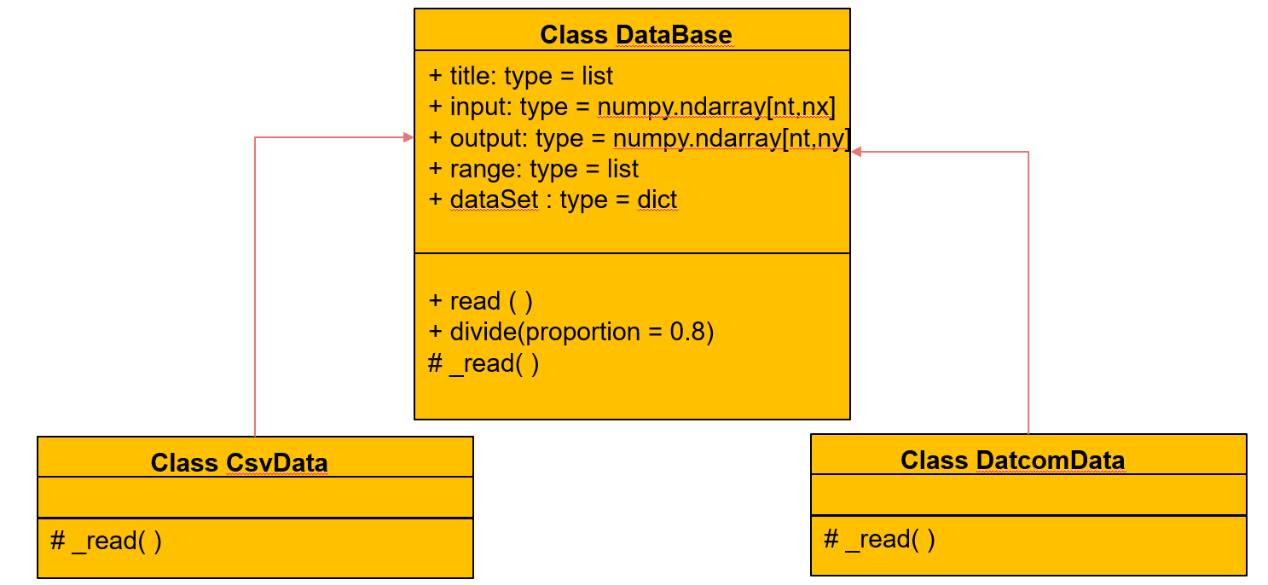 Class DataBase
+ title: type = list
+ input: type = numpy.ndarray[nt,nx]
+ output: type = numpy.ndarray[nt,ny]
+ range: type = list
+ dataSet : type = dict
+ read ( )
+ divide(proportion = 0.8)
# _read( )
Class CsvData
# _read( )
Class DatcomData
# _read( )